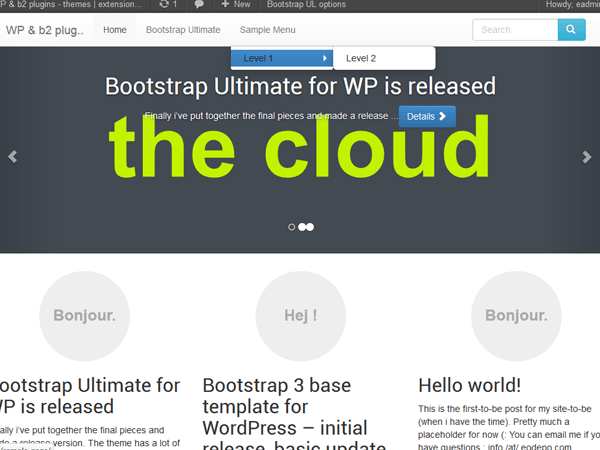 P & b2 plugins - themes | extension... 1 New Bootstrap UL options Howdy, eadmi
WP & b2 plug.. Home Bootstrap Ultimate Sample Menu Search
Level 1 Level 2
Bootstrap Ultimate for WP is released
Finally i've put together the final pieces and made a release ... Details
the cloud
Bonjour.
Hej !
Bonjour.
ootstrap Ultimate for
WP is released
ally i've put together the final pieces and
de a release version. The theme has a lot of
Bootstrap 3 base
template for
WordPress – initial
release, basic update
Hello world!
This is the first-to-be post for my site-to-be
(when i have the time). Pretty much a
placeholder for now (: You can email me if yo
have questions : info /at/ eodepo.com